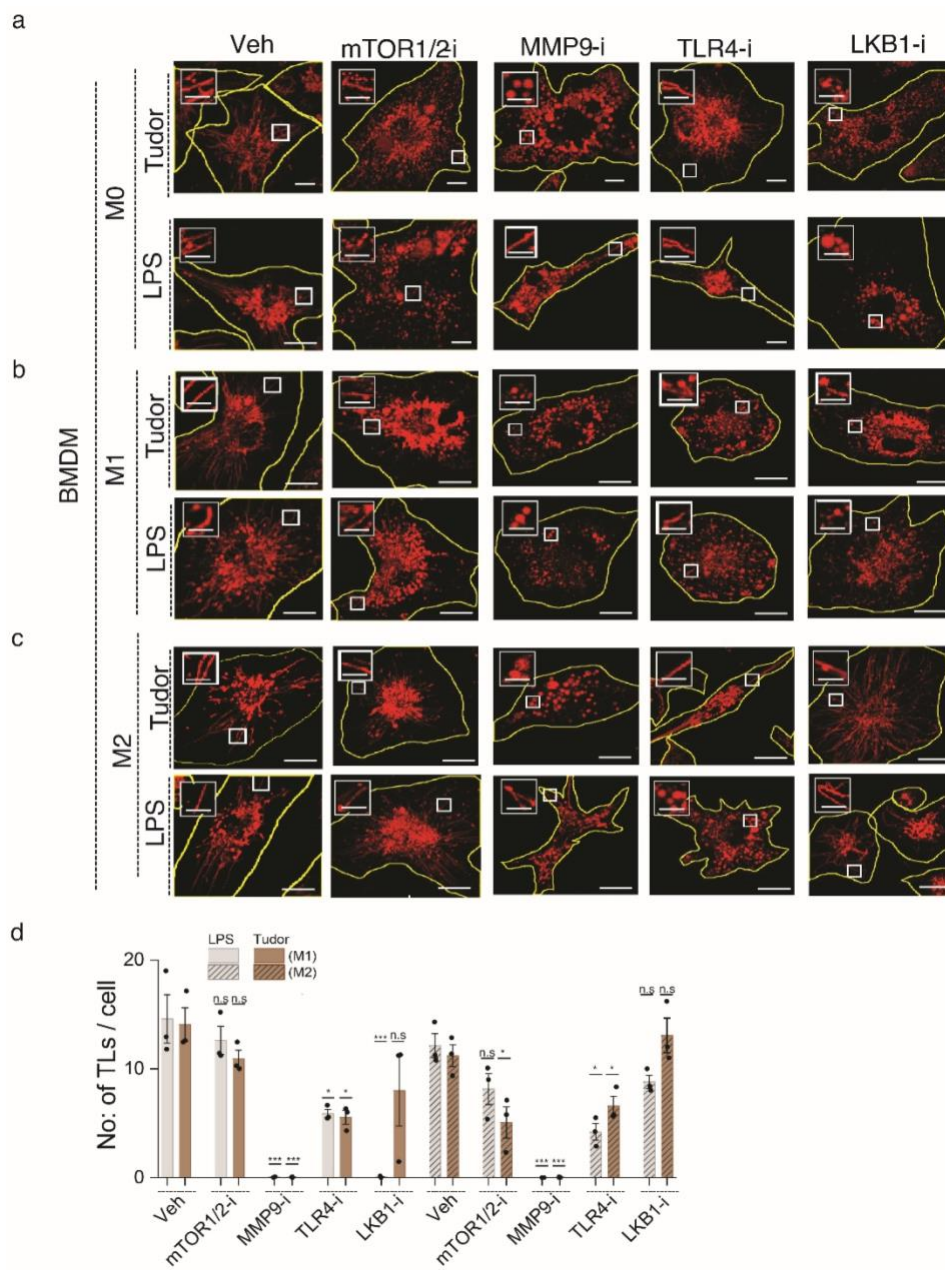 a
Veh mTOR1/2-i MMP9-i TLR4-i LKB1-i
BMDM
M0
Tudor
LPS
b
M1
Tudor
LPS
c
M2
Tudor
LPS
d
LPS Tudor
(M1)
(M2)
No: of TLs / cell
20
10
0
n.s n.s
*** ***
* *
*** n.s
n.s *
*** ***
* *
n.s n.s
Veh mTOR1/2-i MMP9-i TLR4-i LKB1-i Veh mTOR1/2-i MMP9-i TLR4-i LKB1-i